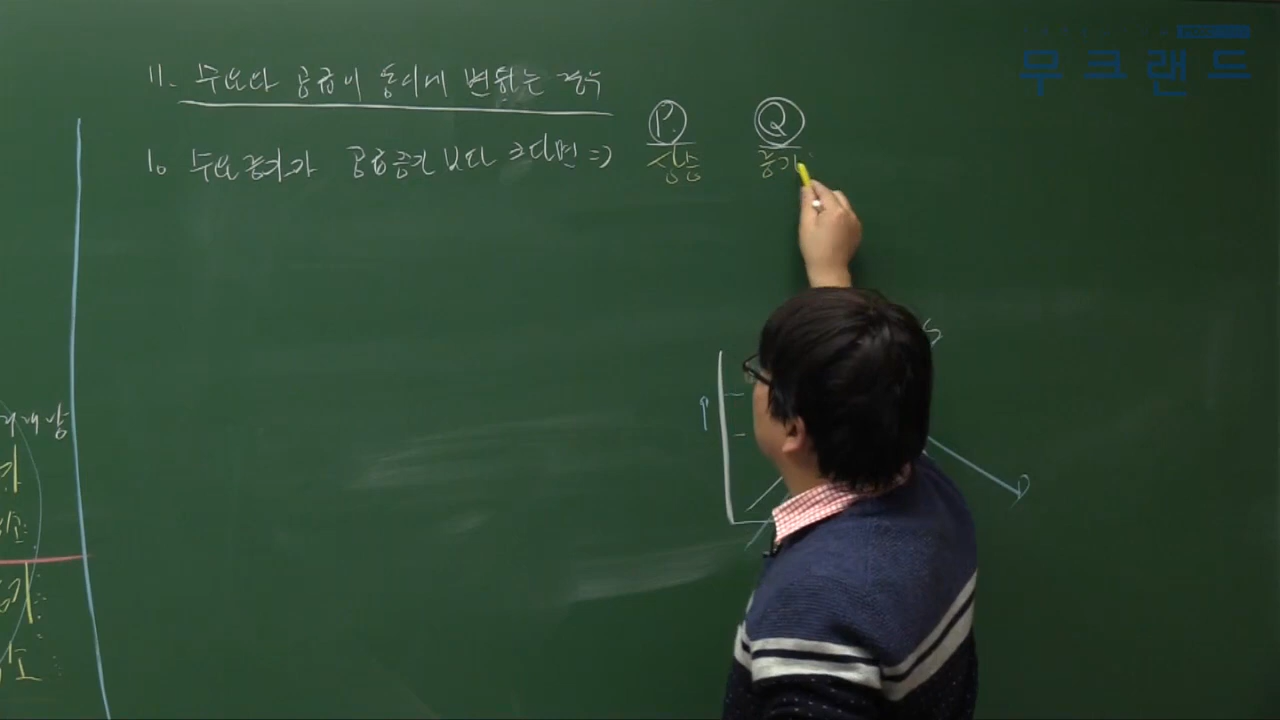 무크랜드
11. 수요와 공급이 동시에 변하는 경우
P. Q
10 수요증가가 공급증가 보다 크다면 => 상승 증가
S
D